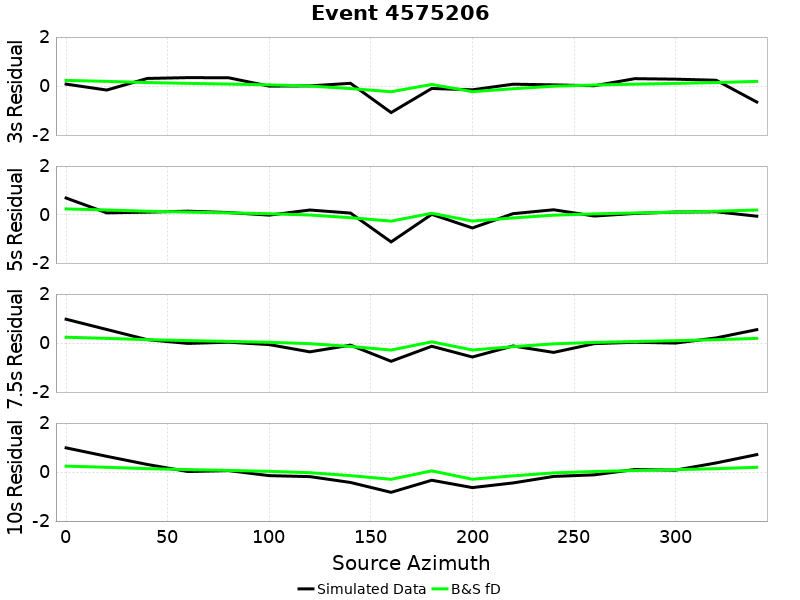 Event 4575206
3s Residual
2
0
-2
5s Residual
2
0
-2
7.5s Residual
2
0
-2
10s Residual
2
0
-2
0 50 100 150 200 250 300
Source Azimuth
Simulated Data B&S fD